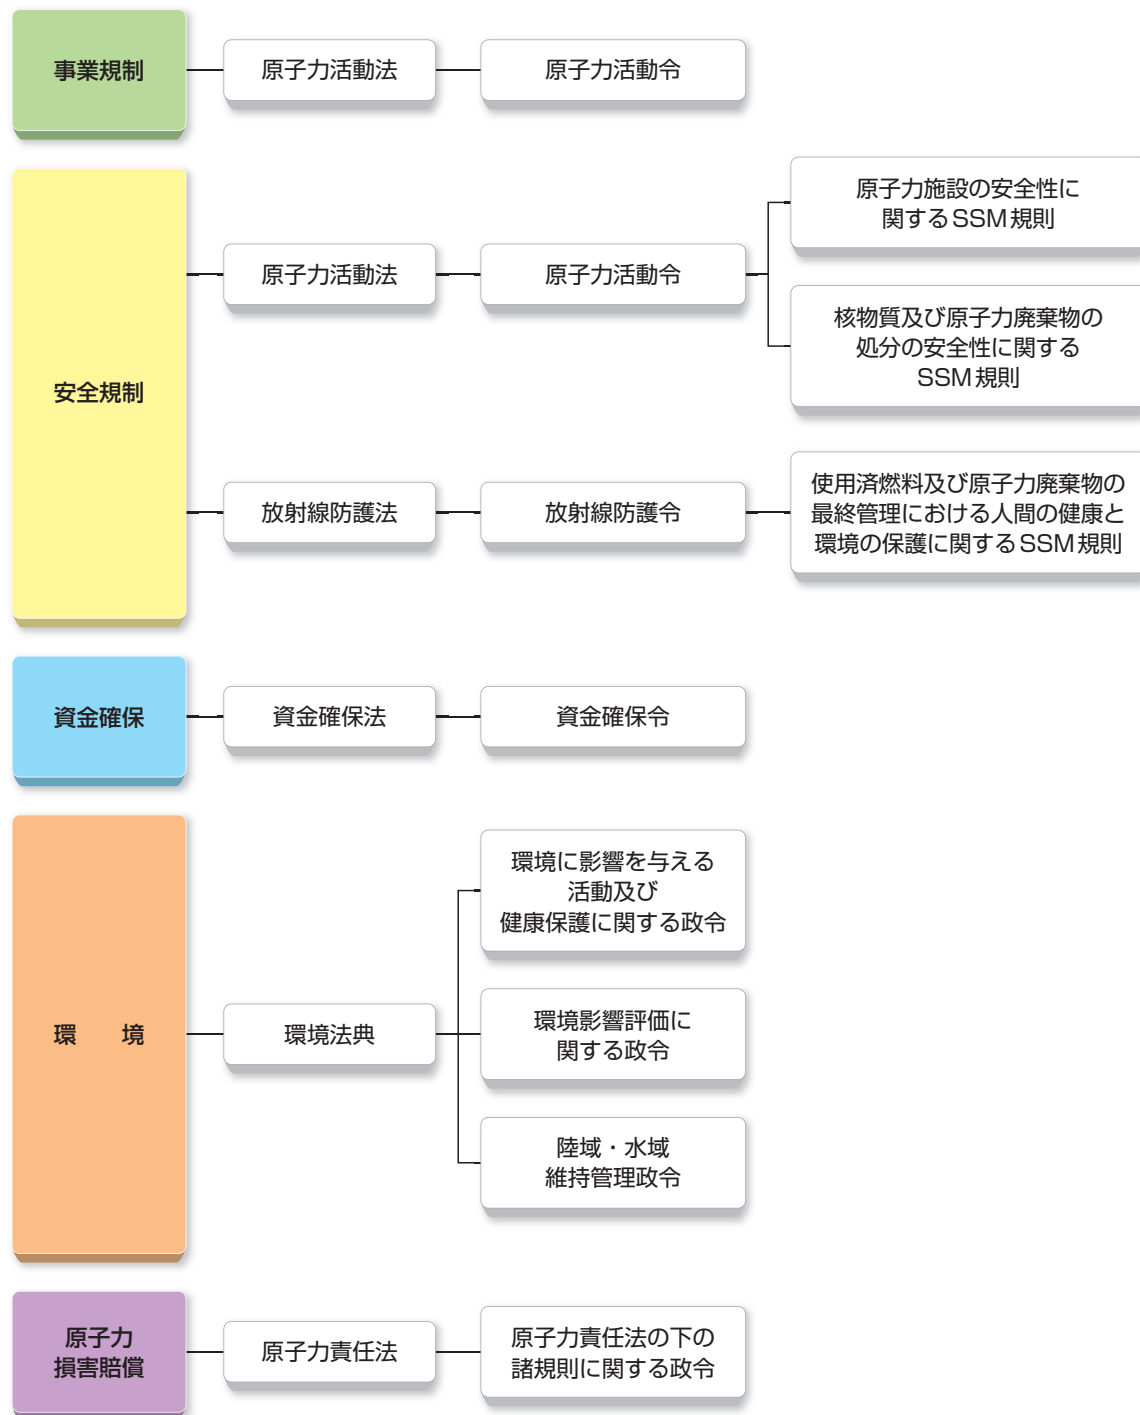 事業規制
原子力活動法
原子力活動令
安全規制
原子力活動法
原子力活動令
原子力施設の安全性に
関するSSM規則
核物質及び原子力廃棄物の
処分の安全性に関する
SSM規則
放射線防護法
放射線防護令
使用済燃料及び原子力廃棄物の
最終管理における人間の健康と
環境の保護に関するSSM規則
資金確保
資金確保法
資金確保令
環　境
環境法典
環境に影響を与える
活動及び
健康保護に関する政令
環境影響評価に
関する政令
陸域・水域
維持管理政令
原子力
損害賠償
原子力責任法
原子力責任法の下の
諸規則に関する政令